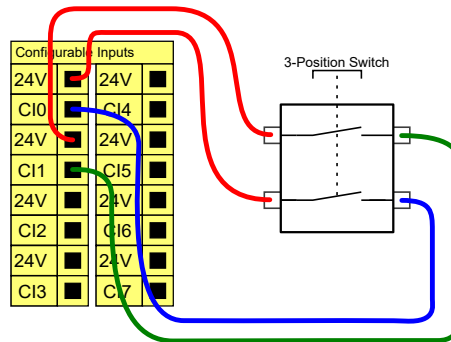 Configurable Inputs
3-Position Switch
24V 24V
CI0 CI4
24V 24V
CI1 CI5
24V 24V
CI2 CI6
24V 24V
CI3 CI7